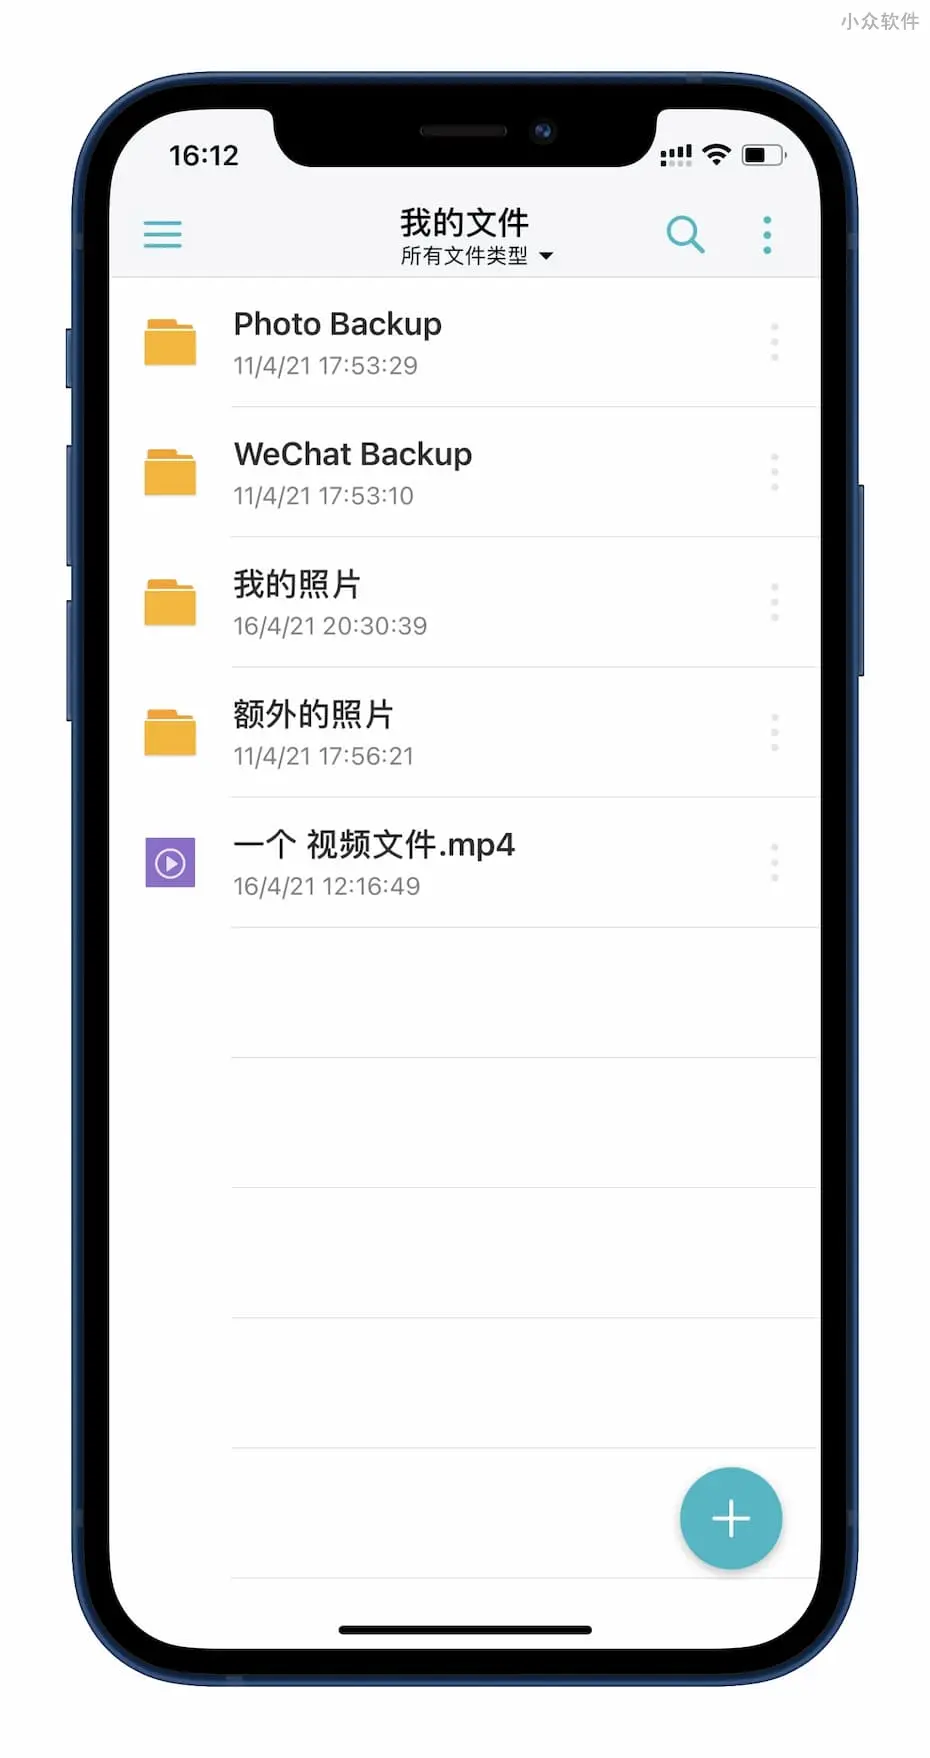 小众软件
16:12
我的文件
所有文件类型
Photo Backup
11/4/21 17:53:29
WeChat Backup
11/4/21 17:53:10
我的照片
16/4/21 20:30:39
额外的照片
11/4/21 17:56:21
一个 视频文件.mp4
16/4/21 12:16:49